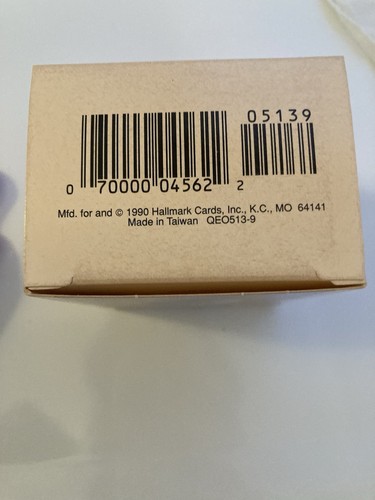 05139
0 70000 04562 2
Mfd. for and © 1990 Hallmark Cards, Inc., K.C., MO 64141
Made in Taiwan QEO513-9